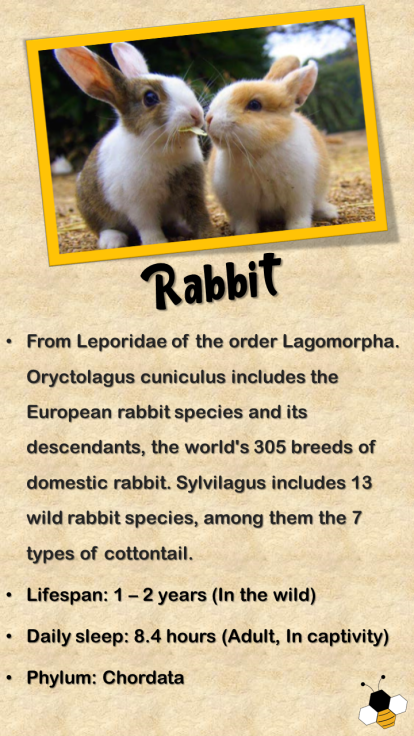 Rabbit
• From Leporidae of the order Lagomorpha.
Oryctolagus cuniculus includes the
European rabbit species and its
descendants, the world's 305 breeds of
domestic rabbit. Sylvilagus includes 13
wild rabbit species, among them the 7
types of cottontail.
• Lifespan: 1 – 2 years (In the wild)
• Daily sleep: 8.4 hours (Adult, In captivity)
• Phylum: Chordata